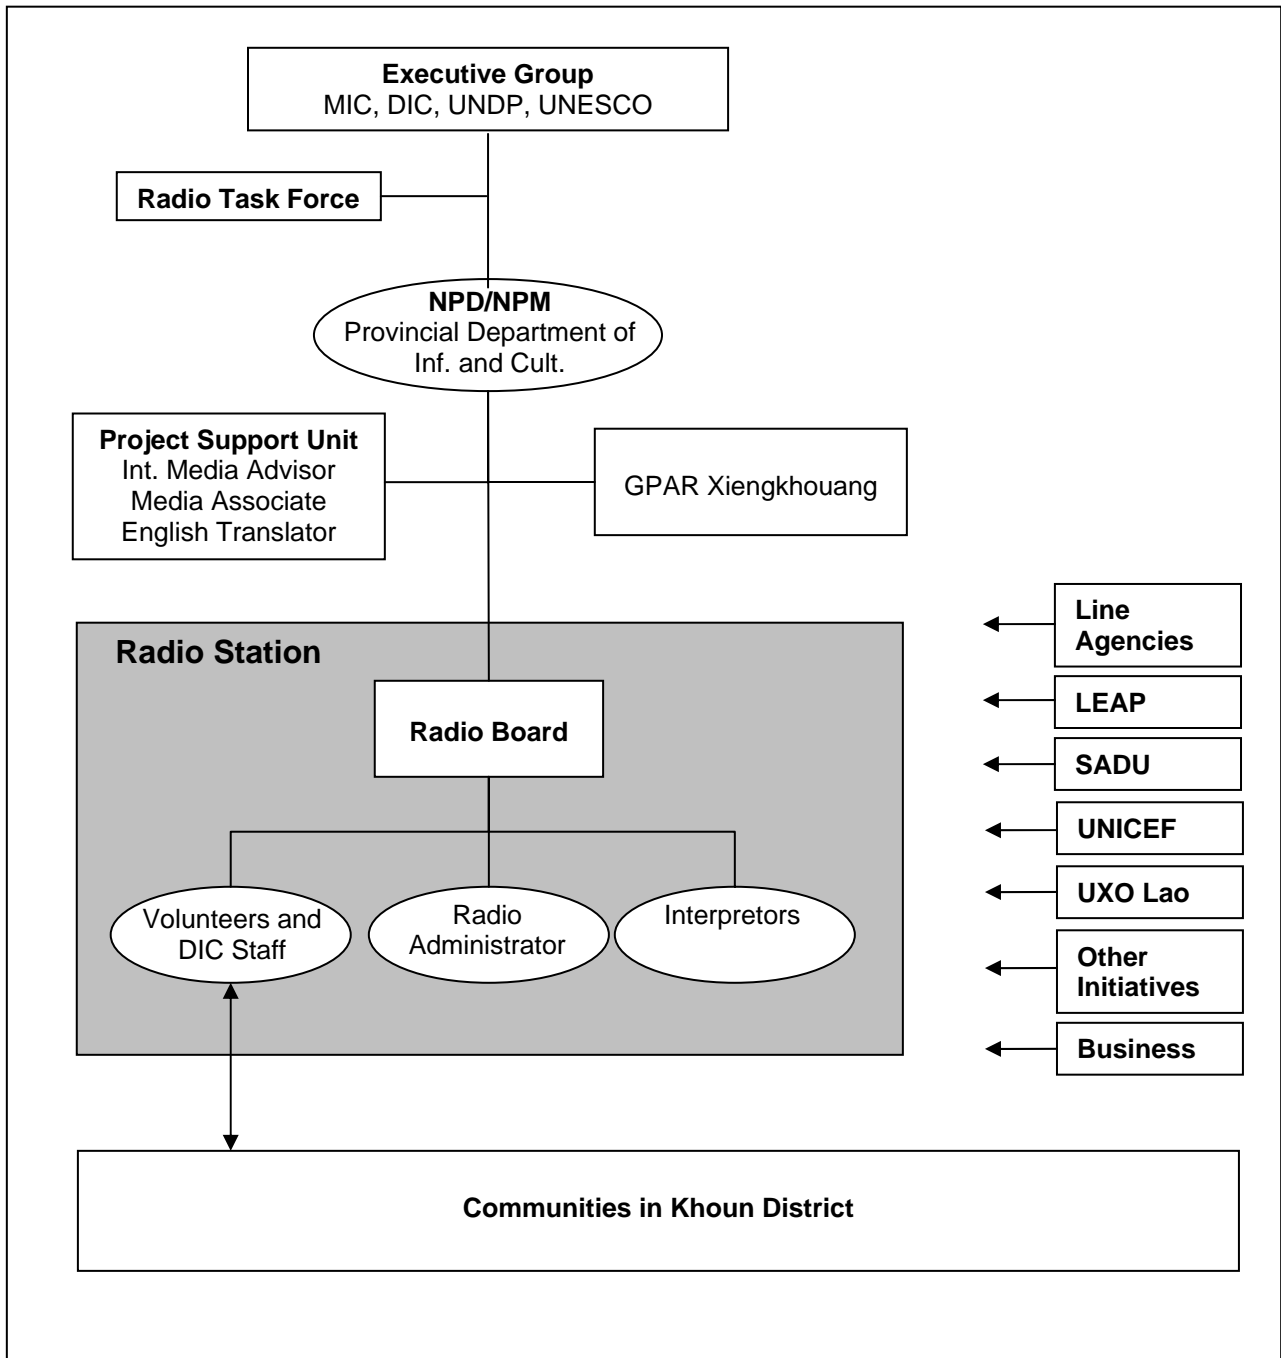 Executive Group
MIC, DIC, UNDP, UNESCO
Radio Task Force
NPD/NPM
Provincial Department of
Inf. and Cult.
Project Support Unit
Int. Media Advisor
Media Associate
English Translator
GPAR Xiengkhouang
Line
Agencies
LEAP
SADU
UNICEF
UXO Lao
Other
Initiatives
Business
Radio Station
Radio Board
Volunteers and
DIC Staff
Radio
Administrator
Interpretors
Communities in Khoun District